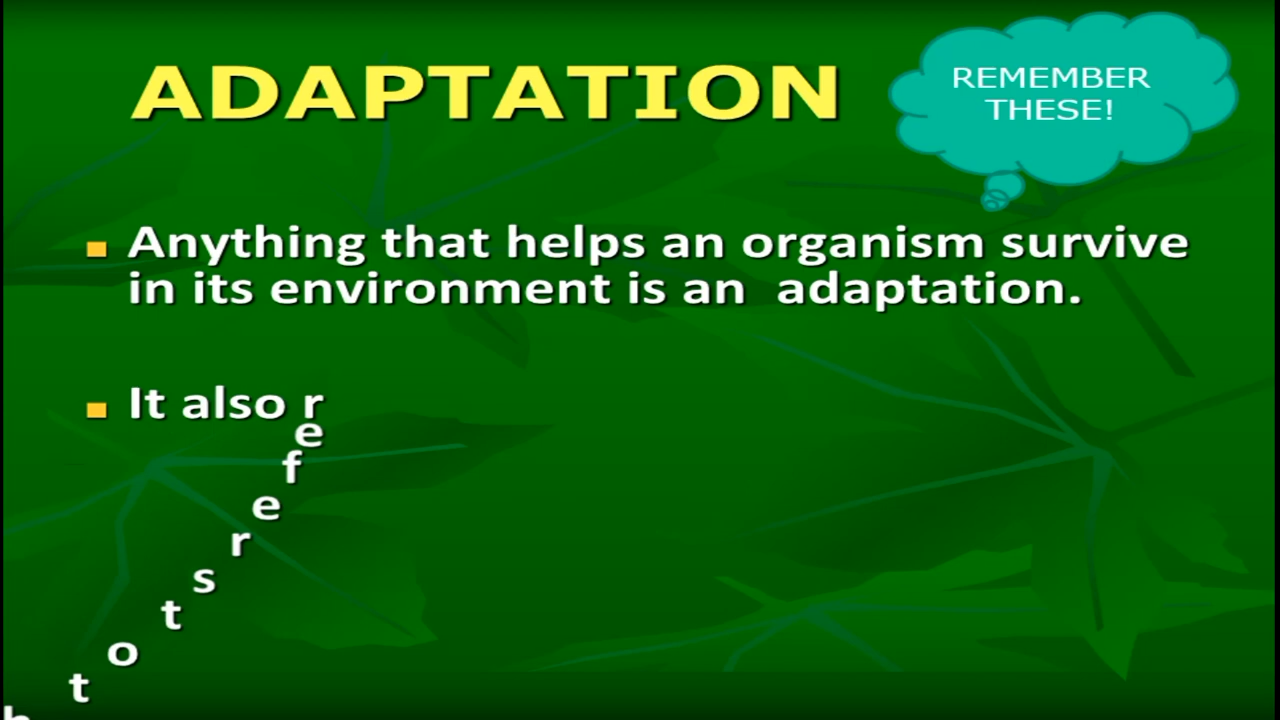 ADAPTATION
REMEMBER
THESE!
Anything that helps an organism survive
in its environment is an adaptation.
It also refers to th